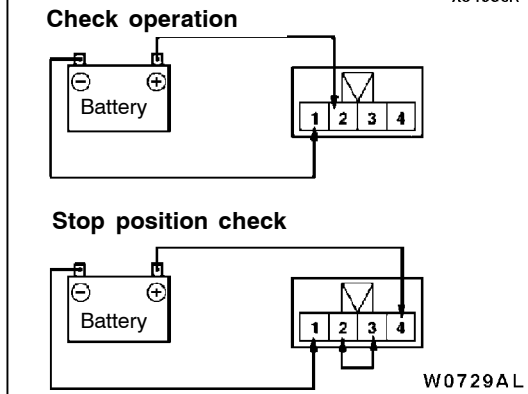 Check operation
⊖ ⊕
Battery
1 2 3 4
Stop position check
⊖ ⊕
Battery
1 2 3 4
W0729AL